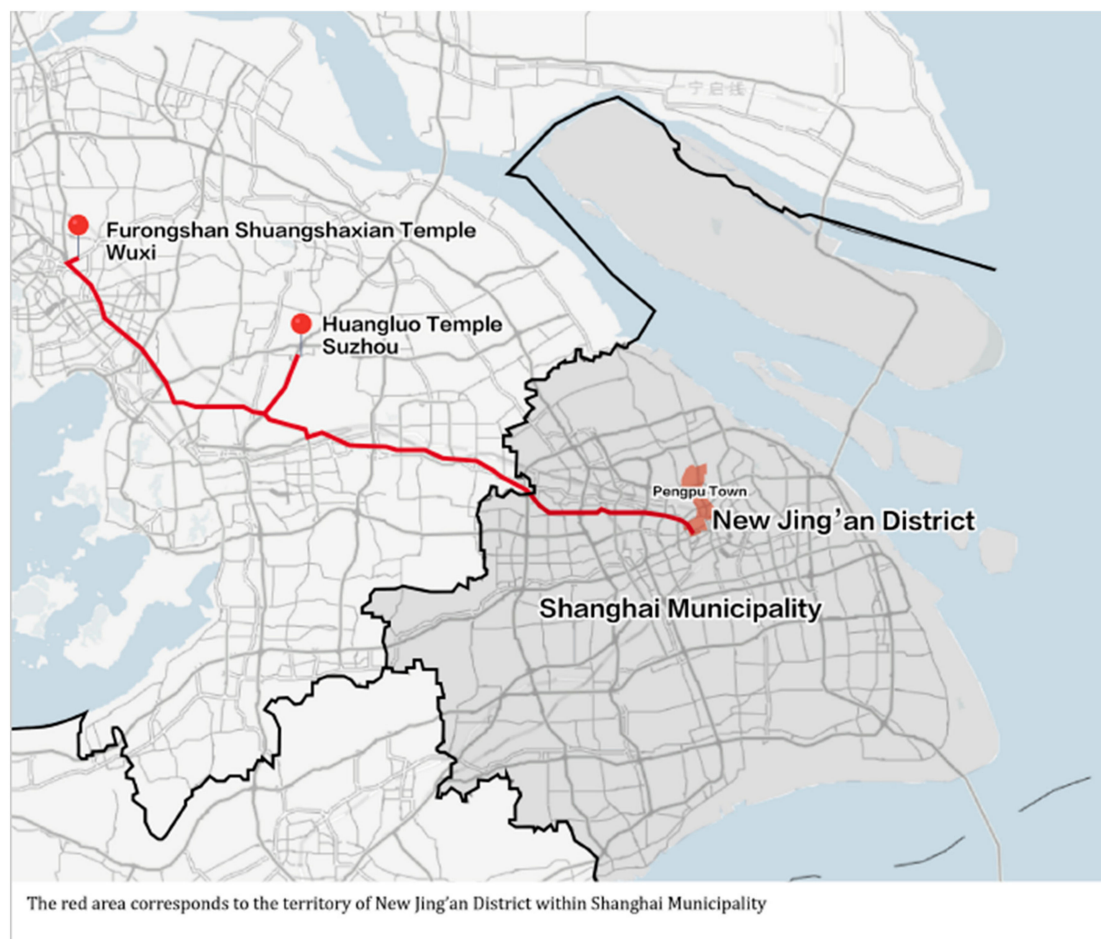 宁启线
Furongshan Shuangshaxian Temple
Wuxi
Huangluo Temple
Suzhou
Pengpu Town
New Jing'an District
Shanghai Municipality
The red area corresponds to the territory of New Jing'an District within Shanghai Municipality